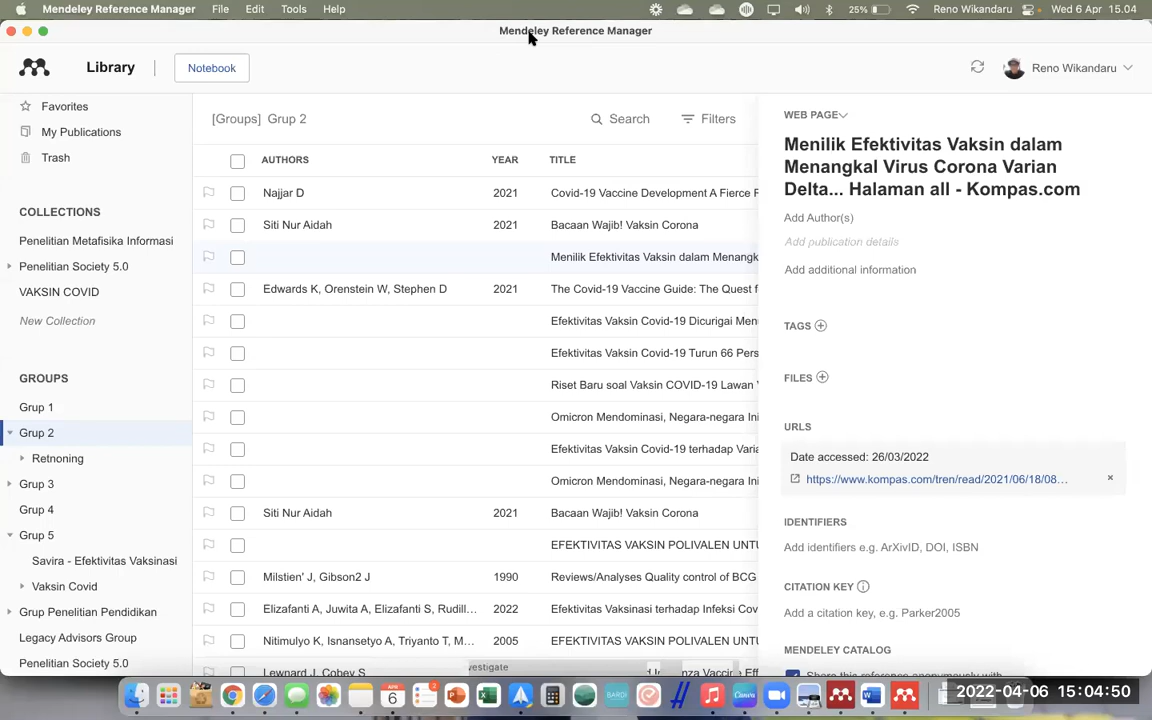 Mendeley Reference Manager File Edit Tools Help 25% Reno Wikandaru Wed 6 Apr 15.04
Mendeley Reference Manager
Library Notebook Reno Wikandaru
Favorites
My Publications
Trash
COLLECTIONS
Penelitian Metafisika Informasi
Penelitian Society 5.0
VAKSIN COVID
New Collection
GROUPS
Grup 1
Grup 2
Retnoning
Grup 3
Grup 4
Grup 5
Savira - Efektivitas Vaksinasi
Vaksin Covid
Grup Penelitian Pendidikan
Legacy Advisors Group
Penelitian Society 5.0
[Groups] Grup 2 Search Filters
AUTHORS YEAR TITLE
Najjar D 2021 Covid-19 Vaccine Development A Fierce
Siti Nur Aidah 2021 Bacaan Wajib! Vaksin Corona
Menilik Efektivitas Vaksin dalam Menangk
Edwards K, Orenstein W, Stephen D 2021 The Covid-19 Vaccine Guide: The Quest f
Efektivitas Vaksin Covid-19 Dicurigai Men
Efektivitas Vaksin Covid-19 Turun 66 Pers
Riset Baru soal Vaksin COVID-19 Lawan
Omicron Mendominasi, Negara-negara Ini
Efektivitas Vaksin Covid-19 terhadap Varia
Omicron Mendominasi, Negara-negara Ini
Siti Nur Aidah 2021 Bacaan Wajib! Vaksin Corona
EFEKTIVITAS VAKSIN POLIVALEN UNTU
Milstien' J, Gibson2 J 1990 Reviews/Analyses Quality control of BCG
Elizafanti A, Juwita A, Elizafanti S, Rudill... 2022 Efektivitas Vaksinasi terhadap Infeksi Cov
Nitimulyo K, Isnansetyo A, Triyanto T, M... 2005 EFEKTIVITAS VAKSIN POLIVALEN UNTU
Lewnard J, Cobey S
WEB PAGE
Menilik Efektivitas Vaksin dalam
Menangkal Virus Corona Varian
Delta... Halaman all - Kompas.com
Add Author(s)
Add publication details
Add additional information
TAGS
FILES
URLS
Date accessed: 26/03/2022
https://www.kompas.com/tren/read/2021/06/18/08...
IDENTIFIERS
Add identifiers e.g. ArXivID, DOI, ISBN
CITATION KEY
Add a citation key, e.g. Parker2005
MENDELEY CATALOG
Share this reference anonymously with
2022-04-06 15:04:50